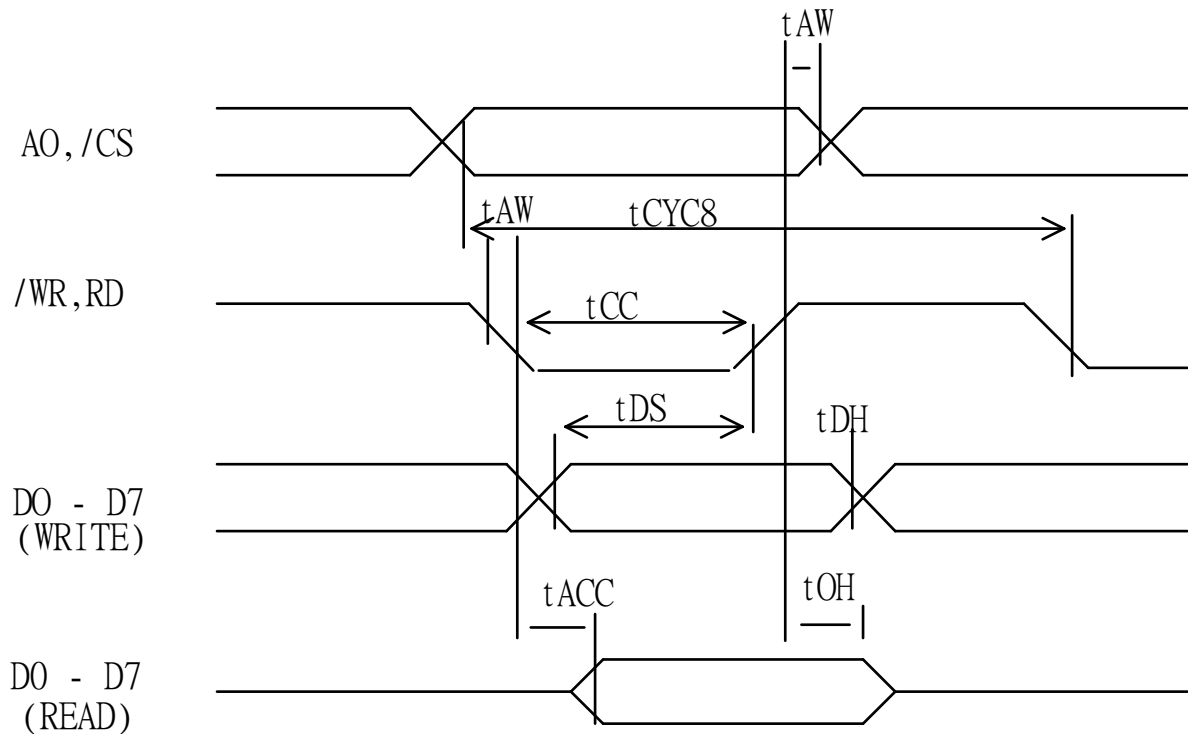 tAW
AO,/CS
tAW
tCYC8
/WR,RD
tCC
tDS
tDH
DO - D7
(WRITE)
tACC
tOH
DO - D7
(READ)